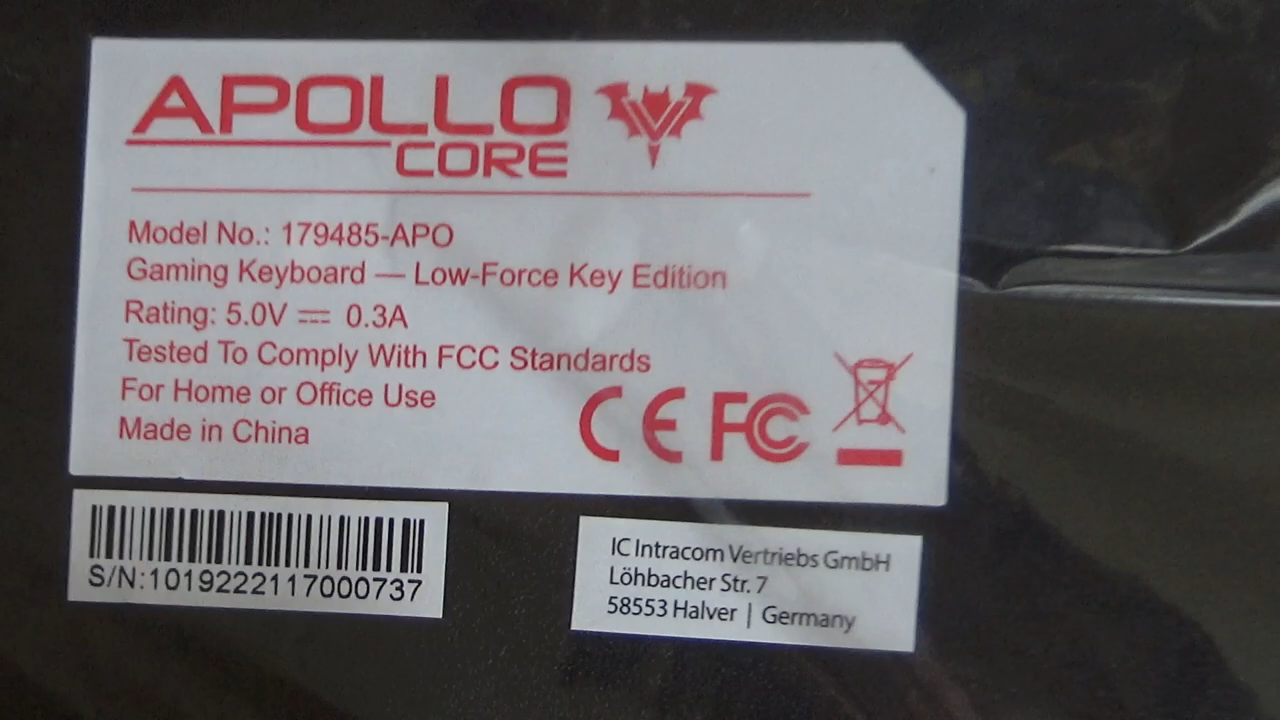 APOLLO
CORE
Model No.: 179485-APO
Gaming Keyboard — Low-Force Key Edition
Rating: 5.0V ⎓ 0.3A
Tested To Comply With FCC Standards
For Home or Office Use
Made in China
CE FC
S/N:1019222117000737
IC Intracom Vertriebs GmbH
Löhbacher Str. 7
58553 Halver | Germany